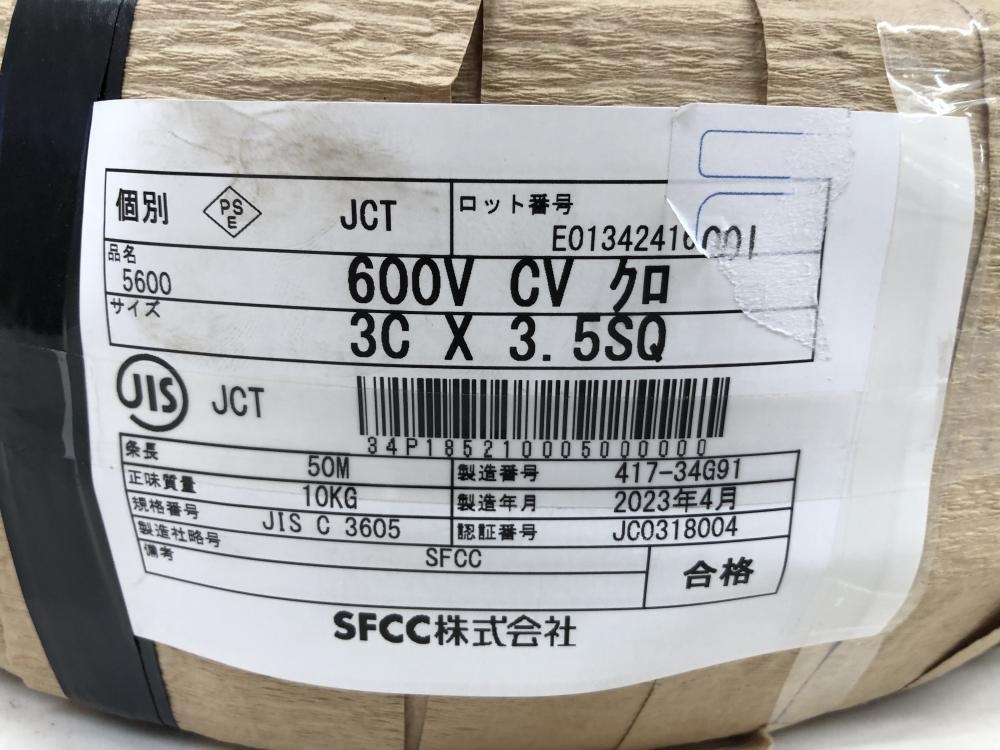 個別 PSE JCT ロット番号
E01342416001
品名
5600 600V CV クロ
サイズ
3C X 3.5SQ
JIS JCT
34P1852100005000000
条長 50M 製造番号 417-34G91
正味質量 10KG 製造年月 2023年4月
規格番号 JIS C 3605 認証番号 JC0318004
製造社略号 SFCC
備考
合格
SFCC株式会社